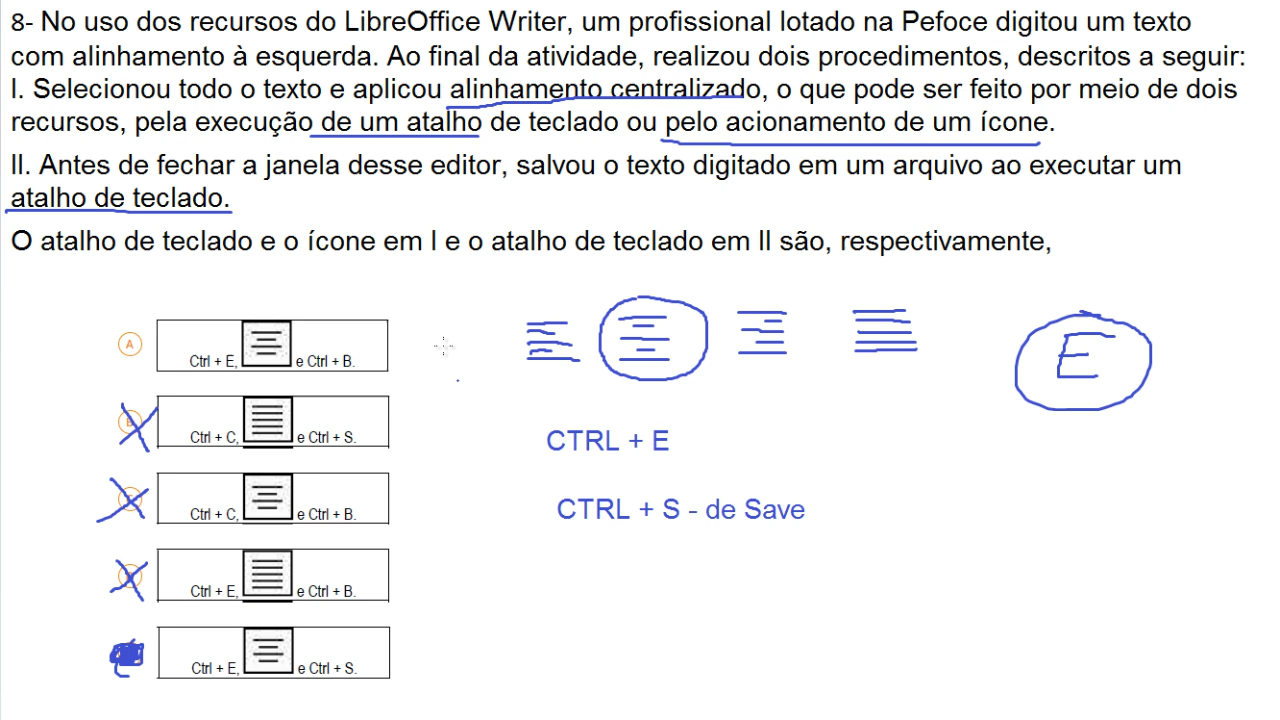 8- No uso dos recursos do LibreOffice Writer, um profissional lotado na Pefoce digitou um texto
com alinhamento à esquerda. Ao final da atividade, realizou dois procedimentos, descritos a seguir:
I. Selecionou todo o texto e aplicou alinhamento centralizado, o que pode ser feito por meio de dois
recursos, pela execução de um atalho de teclado ou pelo acionamento de um ícone.
II. Antes de fechar a janela desse editor, salvou o texto digitado em um arquivo ao executar um
atalho de teclado.
O atalho de teclado e o ícone em I e o atalho de teclado em II são, respectivamente,
A Ctrl + E, e Ctrl + B.
E
Ctrl + C, e Ctrl + S.
CTRL + E
Ctrl + C, e Ctrl + B.
CTRL + S - de Save
Ctrl + E, e Ctrl + B.
Ctrl + E, e Ctrl + S.